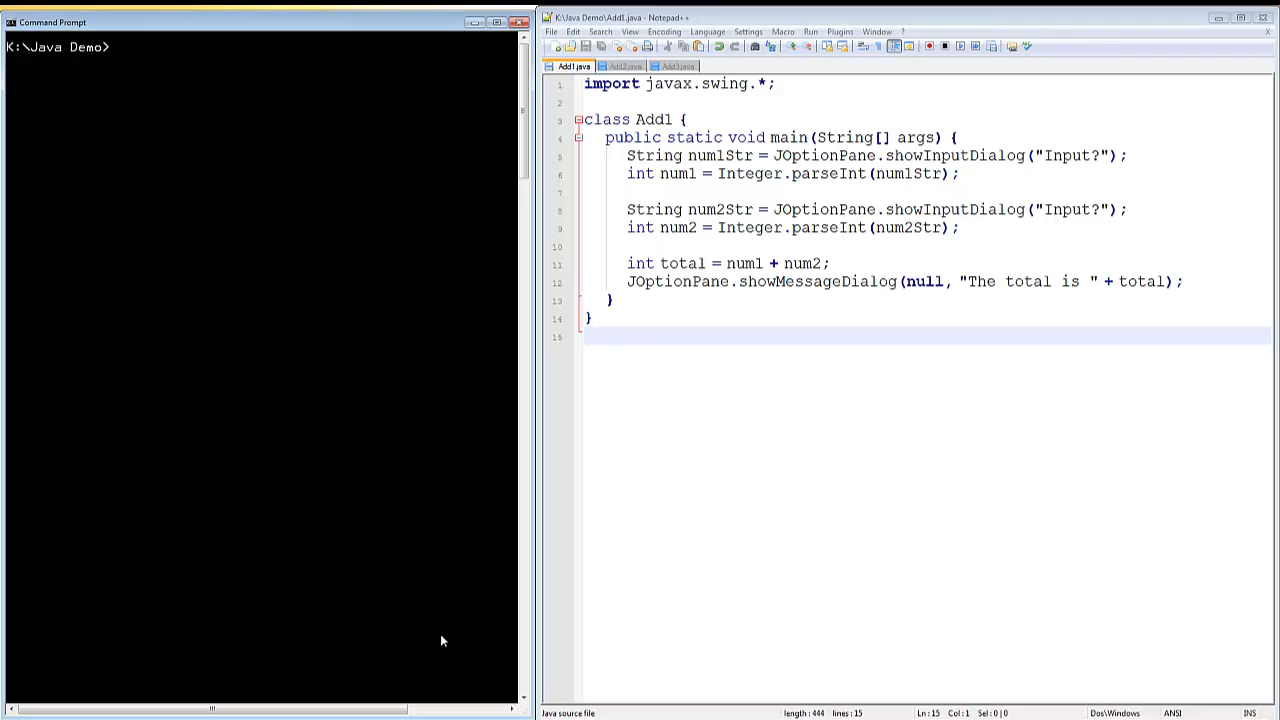 Command Prompt
K:\Java Demo>
K:\Java Demo\Add1.java - Notepad++
File Edit Search View Encoding Language Settings Macro Run Plugins Window ?
X
Add1.java Add2.java Add3.java
1 import javax.swing.*;
2
3 class Add1 {
4 public static void main(String[] args) {
5 String num1Str = JOptionPane.showInputDialog("Input?");
6 int num1 = Integer.parseInt(num1Str);
7
8 String num2Str = JOptionPane.showInputDialog("Input?");
9 int num2 = Integer.parseInt(num2Str);
10
11 int total = num1 + num2;
12 JOptionPane.showMessageDialog(null, "The total is " + total);
13 }
14 }
15
Java source file length : 444 lines : 15 Ln : 15 Col : 1 Sel : 0 | 0 Dos\Windows ANSI INS